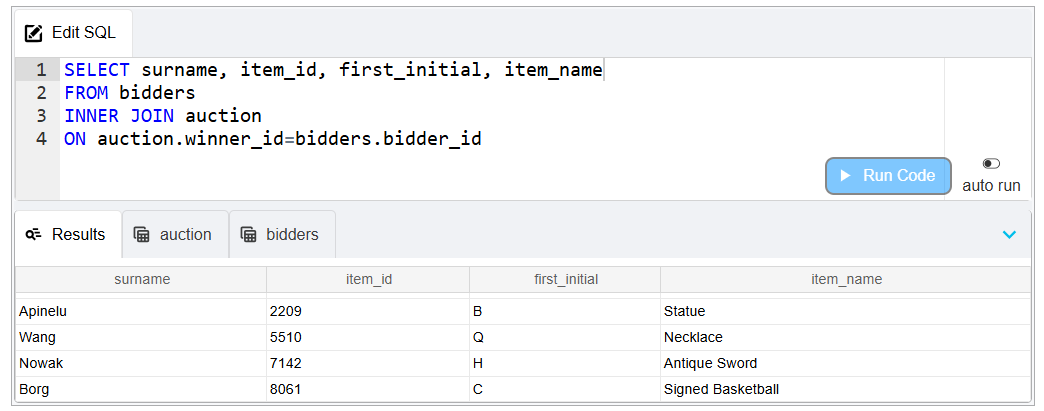 Edit SQL
1 SELECT surname, item_id, first_initial, item_name
2 FROM bidders
3 INNER JOIN auction
4 ON auction.winner_id=bidders.bidder_id
Run Code
auto run
Results auction bidders
surname item_id first_initial item_name
Apinelu 2209 B Statue
Wang 5510 Q Necklace
Nowak 7142 H Antique Sword
Borg 8061 C Signed Basketball